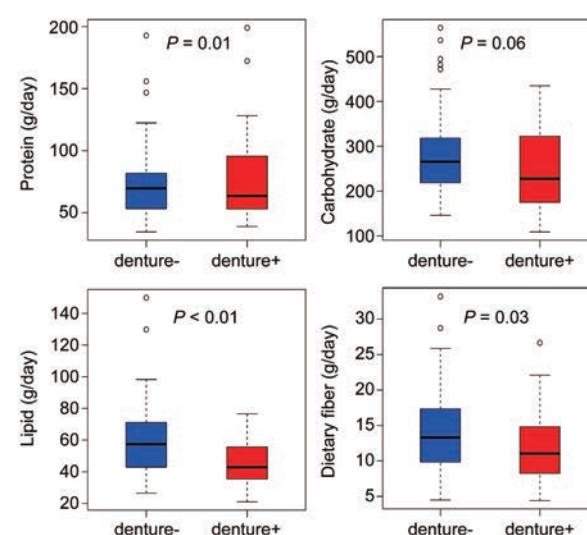 Protein (g/day)
200
150
100
50
P = 0.01
denture- denture+
Carbohydrate (g/day)
500
400
300
200
100
P = 0.06
denture- denture+
Lipid (g/day)
140
120
100
80
60
40
20
P < 0.01
denture- denture+
Dietary fiber (g/day)
30
25
20
15
10
5
P = 0.03
denture- denture+